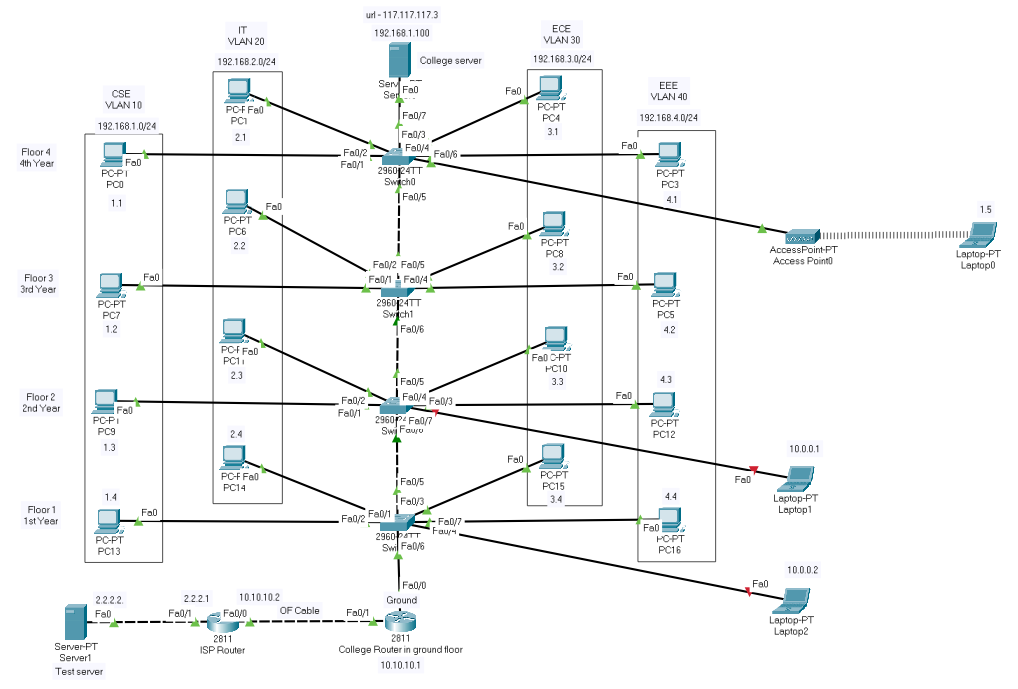 url - 117.117.117.3
192.168.1.100
College server
Fa0
Fa0/7
IT
VLAN 20
192.168.2.0/24
Fa0
PC1
2.1
ECE
VLAN 30
192.168.3.0/24
Fa0
PC-PT
PC4
3.1
CSE
VLAN 10
192.168.1.0/24
EEE
VLAN 40
192.168.4.0/24
Floor 4
4th Year
Fa0
PC0
1.1
Fa0/3
Fa0/2
Fa0/4
Fa0/1
Fa0/6
2960-24TT
Switch0
Fa0/5
Fa0
PC-PT
PC3
4.1
AccessPoint-PT
Access Point0
1.5
Laptop-PT
Laptop0
Fa0
PC-PT
PC6
2.2
Fa0
PC-PT
PC8
3.2
Floor 3
3rd Year
Fa0
PC-PT
PC7
1.2
Fa0/2
Fa0/5
Fa0/1
Fa0/4
2960-24TT
Switch1
Fa0/6
Fa0
PC-PT
PC5
4.2
Fa0
2.3
Fa0
PC10
3.3
Floor 2
2nd Year
Fa0
PC9
1.3
Fa0/5
Fa0/2
Fa0/4
Fa0/3
Fa0/1
Fa0/7
4.3
PC-PT
PC12
10.0.0.1
Fa0
Laptop-PT
Laptop1
2.4
Fa0
PC14
Fa0
PC-PT
PC15
3.4
Floor 1
1st Year
1.4
Fa0
PC-PT
PC13
Fa0/5
Fa0/3
Fa0/1
Fa0/2
Fa0/7
Fa0/6
4.4
Fa0
PC-PT
PC16
10.0.0.2
Fa0
Laptop-PT
Laptop2
Fa0/0
Ground
2.2.2.2.
Fa0
2.2.2.1
Fa0/1
10.10.10.2
Fa0/0
OF Cable
Fa0/1
Server-PT
Server1
Test server
2811
ISP Router
2811
College Router in ground floor
10.10.10.1